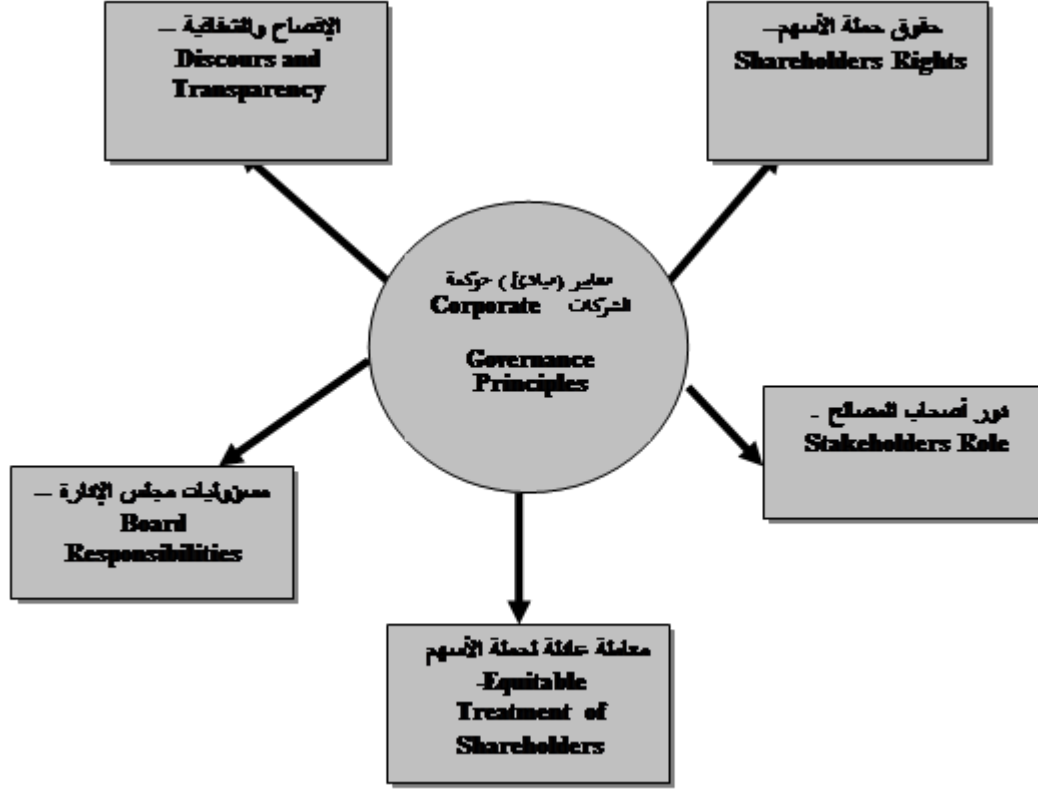 الإفصاح والشفافية –
Discours and
Transparency
حقوق حملة الأسهم–
Shareholders Rights
معايير (مبادئ) حوكمة
الشركات Corporate
Governance
Principles
دور أصحاب المصالح -
Stakeholders Role
مسؤوليات مجلس الإدارة –
Board
Responsibilities
معاملة عادلة لحملة الأسهم
-Equitable
Treatment of
Shareholders